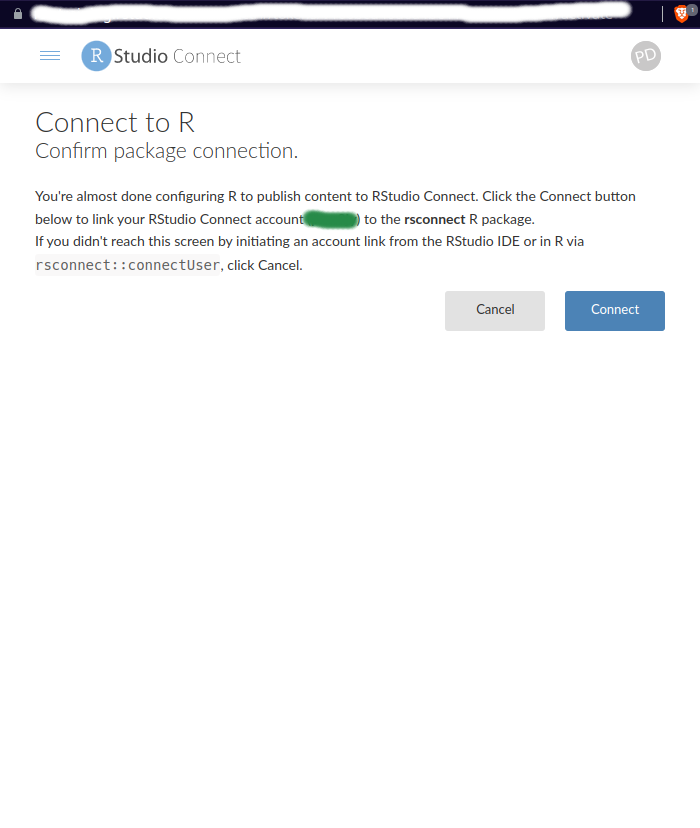 1
R Studio Connect
PD
Connect to R
Confirm package connection.
You're almost done configuring R to publish content to RStudio Connect. Click the Connect button
below to link your RStudio Connect account ) to the rsconnect R package.
If you didn't reach this screen by initiating an account link from the RStudio IDE or in R via
rsconnect::connectUser, click Cancel.
Cancel
Connect